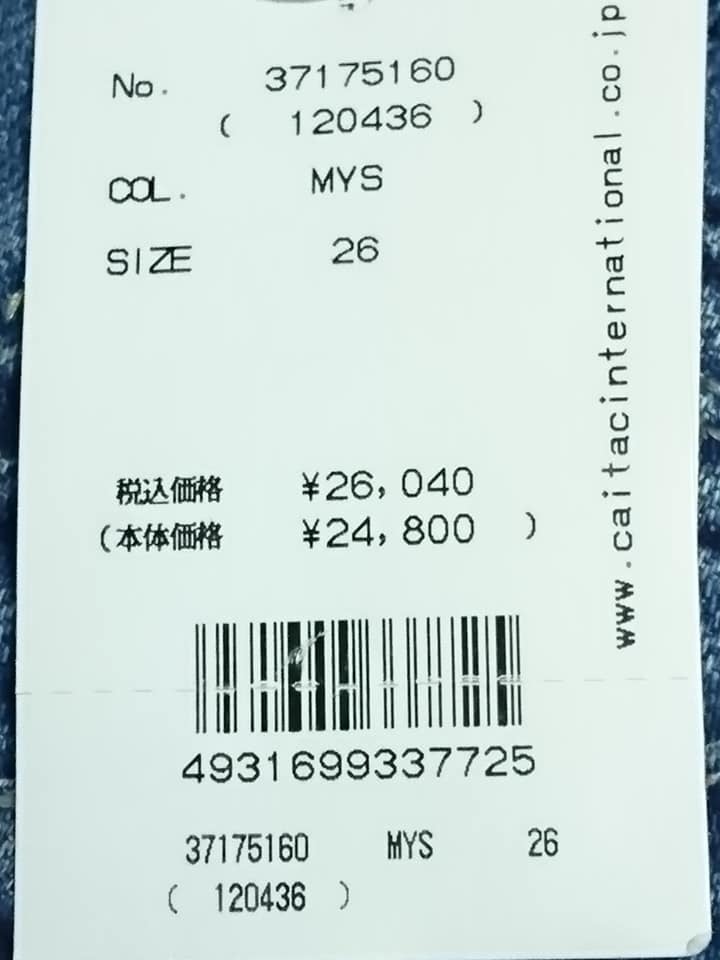 No. 37175160
( 120436 )
COL. MYS
SIZE 26
税込価格 ¥26,040
(本体価格 ¥24,800 )
www.caitacinternational.co.jp
4931699337725
37175160 MYS 26
( 120436 )